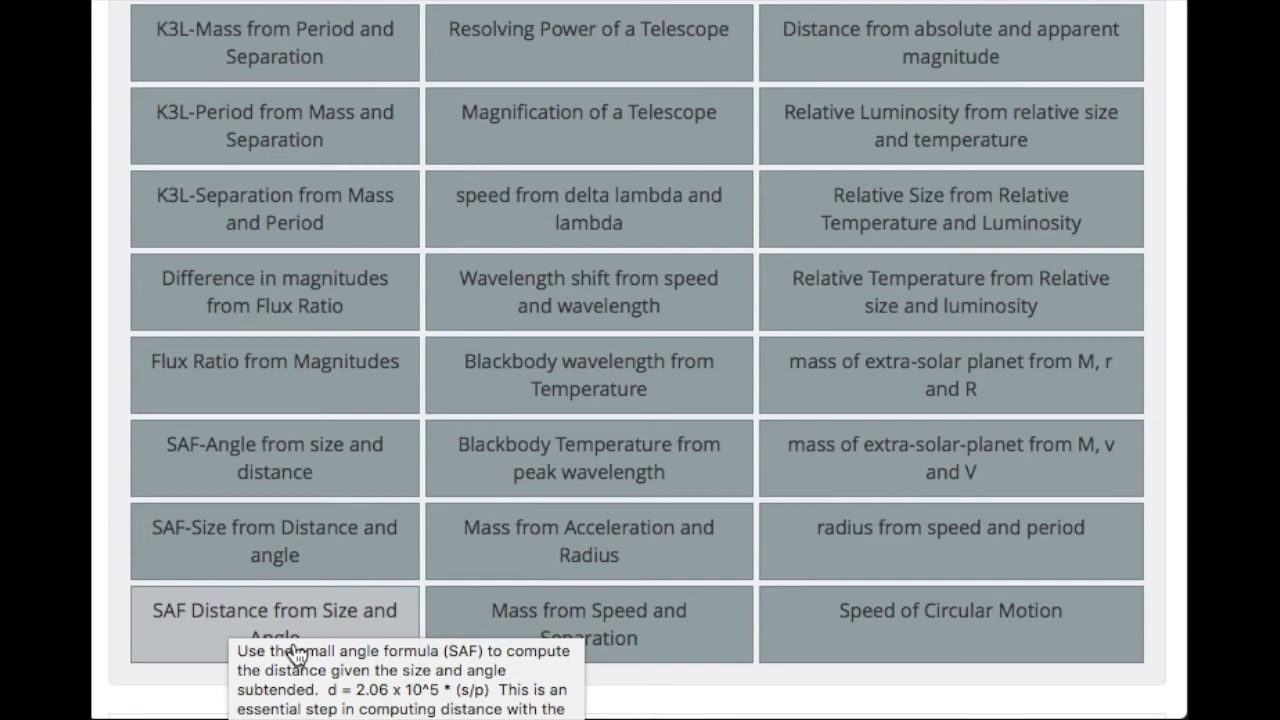 K3L-Mass from Period and
Separation
Resolving Power of a Telescope
Distance from absolute and apparent
magnitude
K3L-Period from Mass and
Separation
Magnification of a Telescope
Relative Luminosity from relative size
and temperature
K3L-Separation from Mass
and Period
speed from delta lambda and
lambda
Relative Size from Relative
Temperature and Luminosity
Difference in magnitudes
from Flux Ratio
Wavelength shift from speed
and wavelength
Relative Temperature from Relative
size and luminosity
Flux Ratio from Magnitudes
Blackbody wavelength from
Temperature
mass of extra-solar planet from M, r
and R
SAF-Angle from size and
distance
Blackbody Temperature from
peak wavelength
mass of extra-solar-planet from M, v
and V
SAF-Size from Distance and
angle
Mass from Acceleration and
Radius
radius from speed and period
SAF Distance from Size and
Angle
Mass from Speed and
Separation
Speed of Circular Motion
Use the small angle formula (SAF) to compute
the distance given the size and angle
subtended.  d = 2.06 x 10^5 * (s/p)  This is an
essential step in computing distance with the